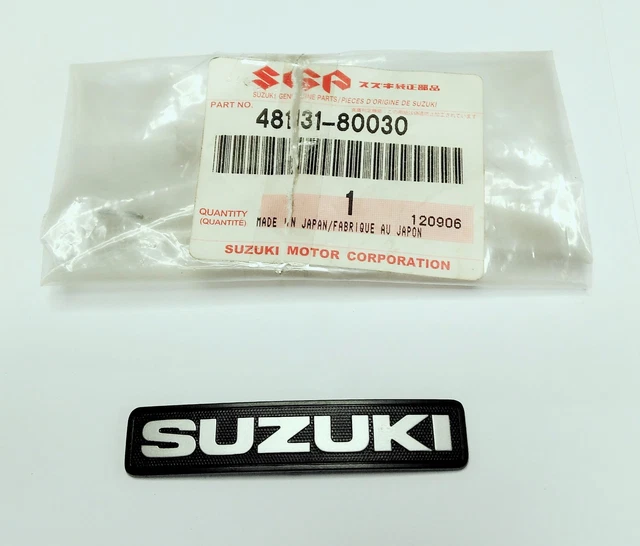 SGP スズキ純正部品
SUZUKI GENUINE PARTS/PIECES D'ORIGINE DE SUZUKI
PART NO.
48131-80030
1
120906
QUANTITY
(QUANTITÉ)
MADE IN JAPAN/FABRIQUE AU JAPON
SUZUKI MOTOR CORPORATION
SUZUKI